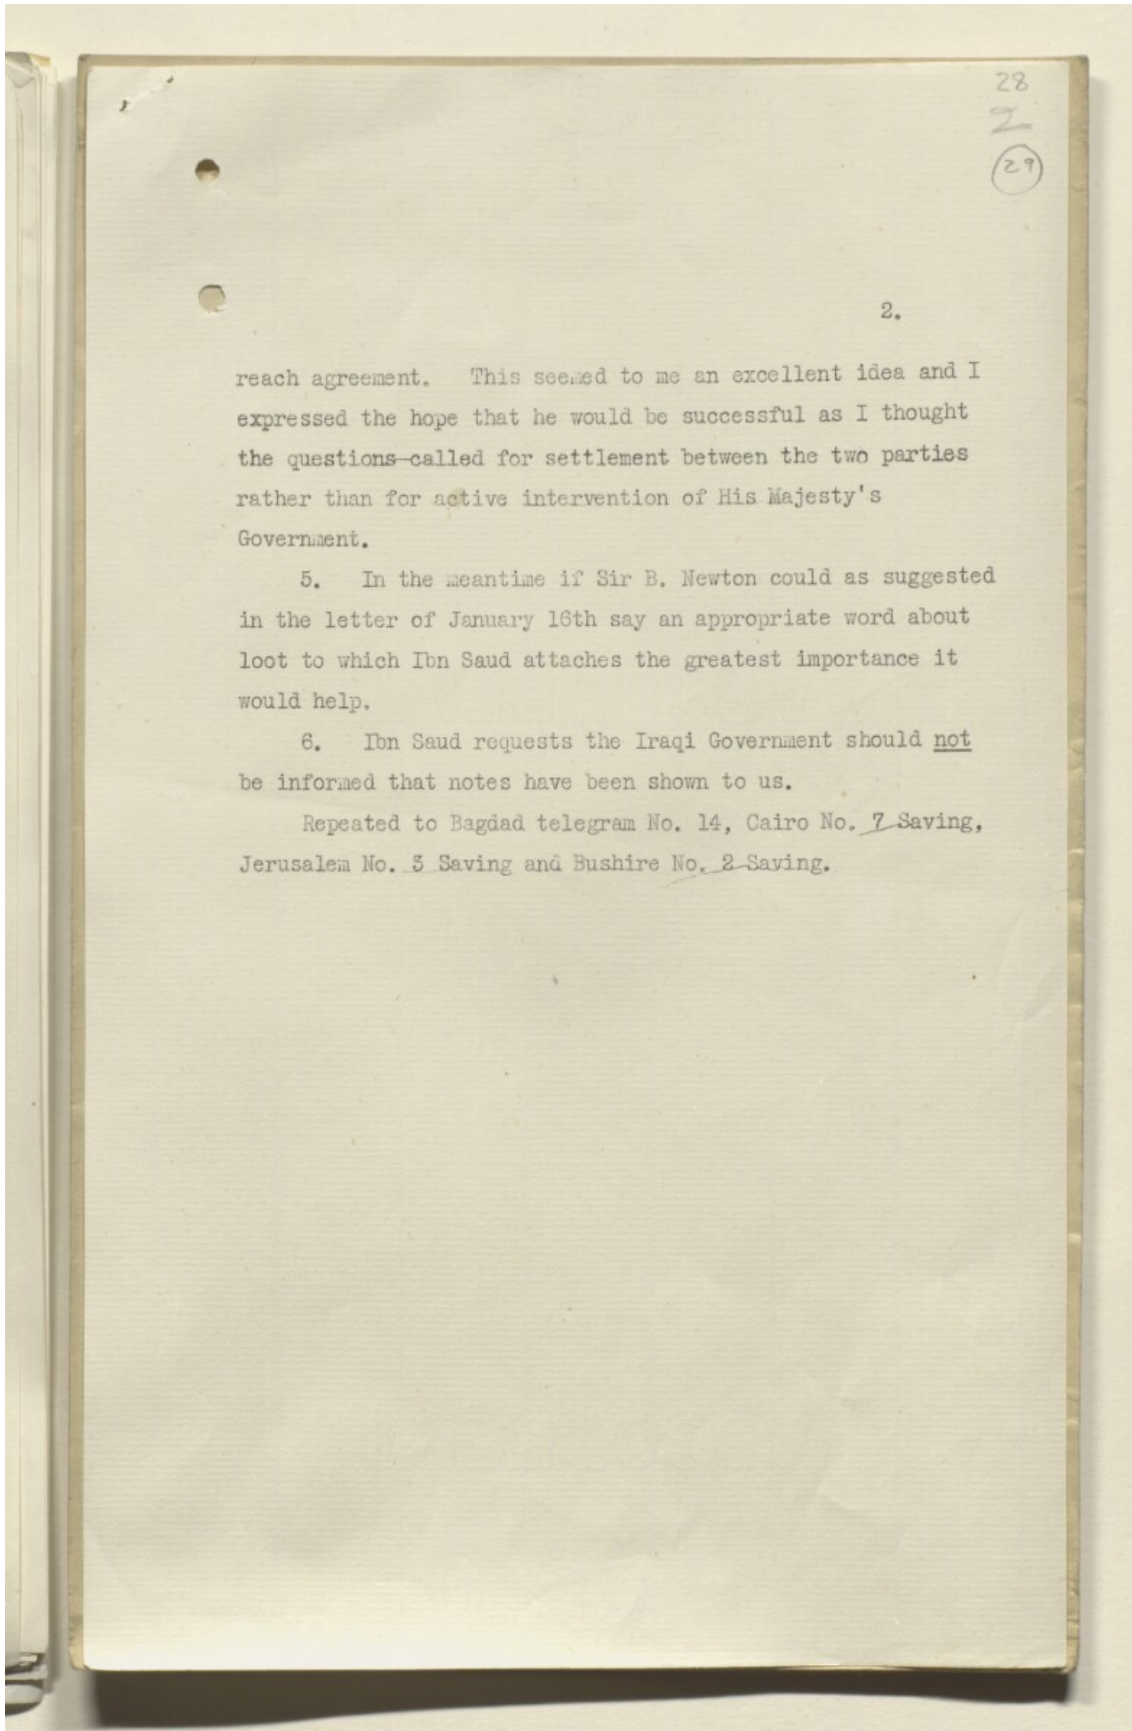 28
2
29
2.
reach agreement. This seemed to me an excellent idea and I
expressed the hope that he would be successful as I thought
the questions called for settlement between the two parties
rather than for active intervention of His Majesty's
Government.
5. In the meantime if Sir B. Newton could as suggested
in the letter of January 16th say an appropriate word about
loot to which Ibn Saud attaches the greatest importance it
would help.
6. Ibn Saud requests the Iraqi Government should not
be informed that notes have been shown to us.
Repeated to Bagdad telegram No. 14, Cairo No. 7 Saving,
Jerusalem No. 3 Saving and Bushire No. 2 Saving.